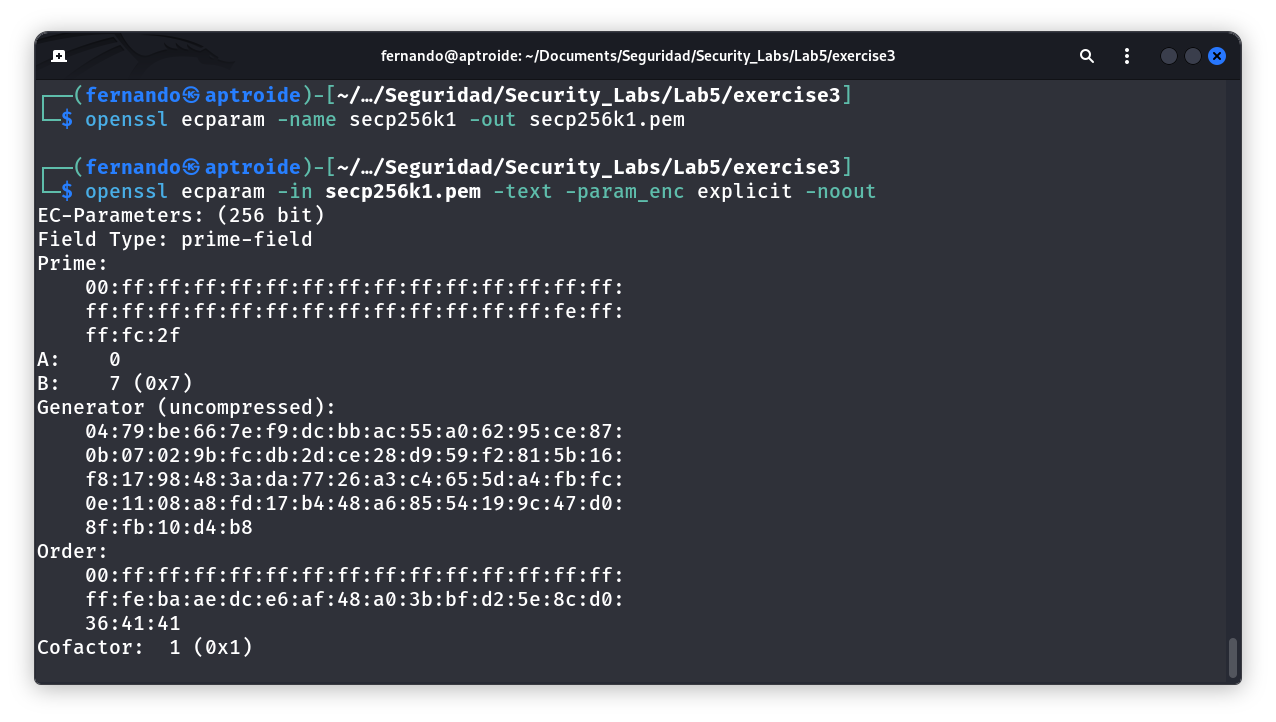 fernando@aptroide: ~/Documents/Seguridad/Security_Labs/Lab5/exercise3
┌──(fernando㉿aptroide)-[~/…/Seguridad/Security_Labs/Lab5/exercise3]
└─$ openssl ecparam -name secp256k1 -out secp256k1.pem
┌──(fernando㉿aptroide)-[~/…/Seguridad/Security_Labs/Lab5/exercise3]
└─$ openssl ecparam -in secp256k1.pem -text -param_enc explicit -noout
EC-Parameters: (256 bit)
Field Type: prime-field
Prime:
    00:ff:ff:ff:ff:ff:ff:ff:ff:ff:ff:ff:ff:ff:ff:
    ff:ff:ff:ff:ff:ff:ff:ff:ff:ff:ff:ff:ff:fe:ff:
    ff:fc:2f
A:    0
B:    7 (0x7)
Generator (uncompressed):
    04:79:be:66:7e:f9:dc:bb:ac:55:a0:62:95:ce:87:
    0b:07:02:9b:fc:db:2d:ce:28:d9:59:f2:81:5b:16:
    f8:17:98:48:3a:da:77:26:a3:c4:65:5d:a4:fb:fc:
    0e:11:08:a8:fd:17:b4:48:a6:85:54:19:9c:47:d0:
    8f:fb:10:d4:b8
Order:
    00:ff:ff:ff:ff:ff:ff:ff:ff:ff:ff:ff:ff:ff:ff:
    ff:fe:ba:ae:dc:e6:af:48:a0:3b:bf:d2:5e:8c:d0:
    36:41:41
Cofactor:  1 (0x1)